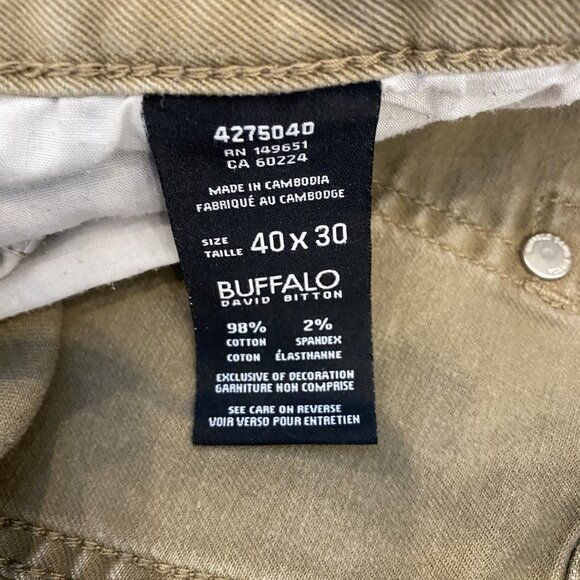 4275040
RN 149651
CA 60224
MADE IN CAMBODIA
FABRIQUÉ AU CAMBODGE
SIZE
TAILLE 40 X 30
BUFFALO
DAVID BITTON
98% 2%
COTTON SPANDEX
COTON ÉLASTHANNE
EXCLUSIVE OF DECORATION
GARNITURE NON COMPRISE
SEE CARE ON REVERSE
VOIR VERSO POUR ENTRETIEN